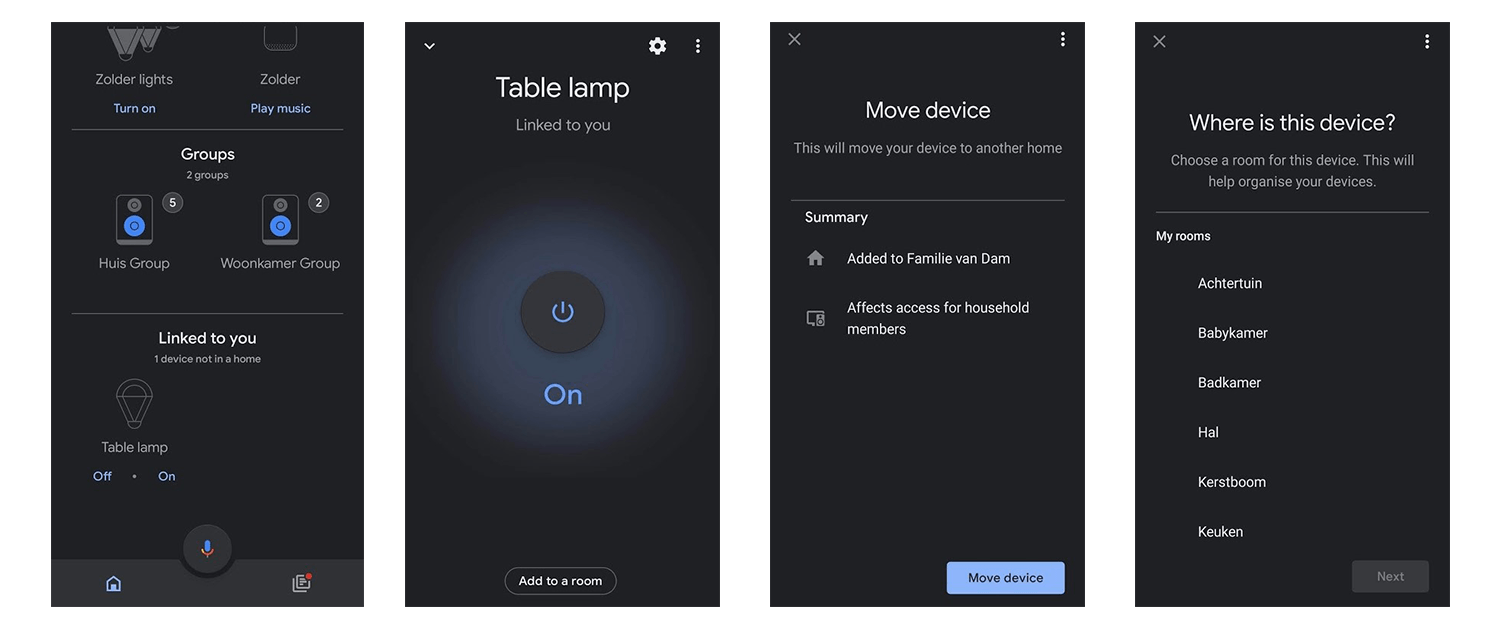 Zolder lights
Zolder
Turn on
Play music
Groups
2 groups
5
2
Huis Group
Woonkamer Group
Linked to you
1 device not in a home
Table lamp
Off • On
Table lamp
Linked to you
On
Add to a room
Move device
This will move your device to another home
Summary
Added to Familie van Dam
Affects access for household
members
Move device
Where is this device?
Choose a room for this device. This will
help organise your devices.
My rooms
Achtertuin
Babykamer
Badkamer
Hal
Kerstboom
Keuken
Next